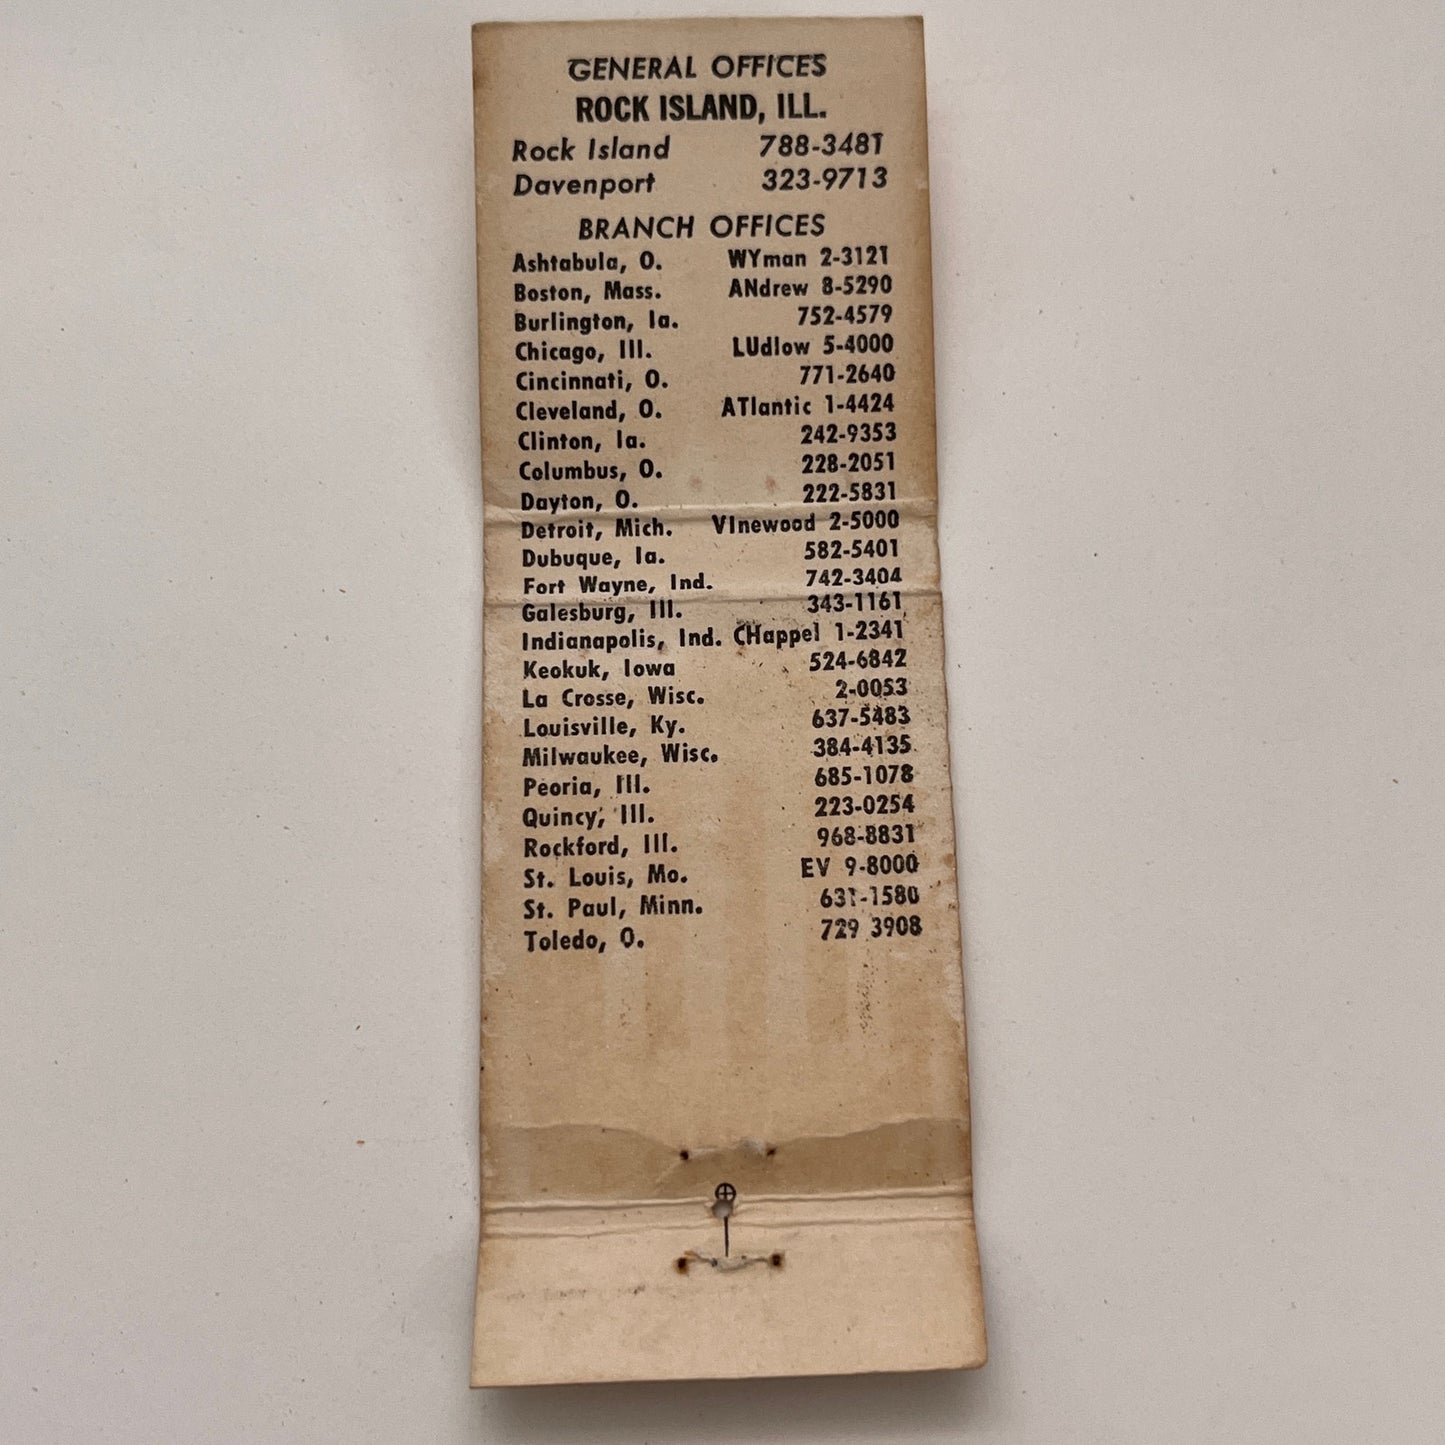 GENERAL OFFICES
ROCK ISLAND, ILL.
Rock Island 788-3481
Davenport 323-9713
BRANCH OFFICES
Ashtabula, O. WYman 2-3121
Boston, Mass. ANdrew 8-5290
Burlington, Ia. 752-4579
Chicago, Ill. LUdlow 5-4000
Cincinnati, O. 771-2640
Cleveland, O. ATlantic 1-4424
Clinton, Ia. 242-9353
Columbus, O. 228-2051
Dayton, O. 222-5831
Detroit, Mich. VInewood 2-5000
Dubuque, Ia. 582-5401
Fort Wayne, Ind. 742-3404
Galesburg, Ill. 343-1161
Indianapolis, Ind. CHappel 1-2341
Keokuk, Iowa 524-6842
La Crosse, Wisc. 2-0053
Louisville, Ky. 637-5483
Milwaukee, Wisc. 384-4135
Peoria, Ill. 685-1078
Quincy, Ill. 223-0254
Rockford, Ill. 968-8831
St. Louis, Mo. EV 9-8000
St. Paul, Minn. 631-1580
Toledo, O. 729 3908